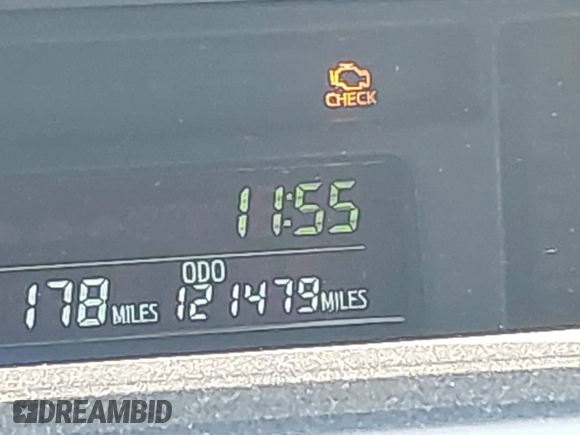 CHECK
11:55
ODO
178 MILES 121479 MILES
DREAMBID